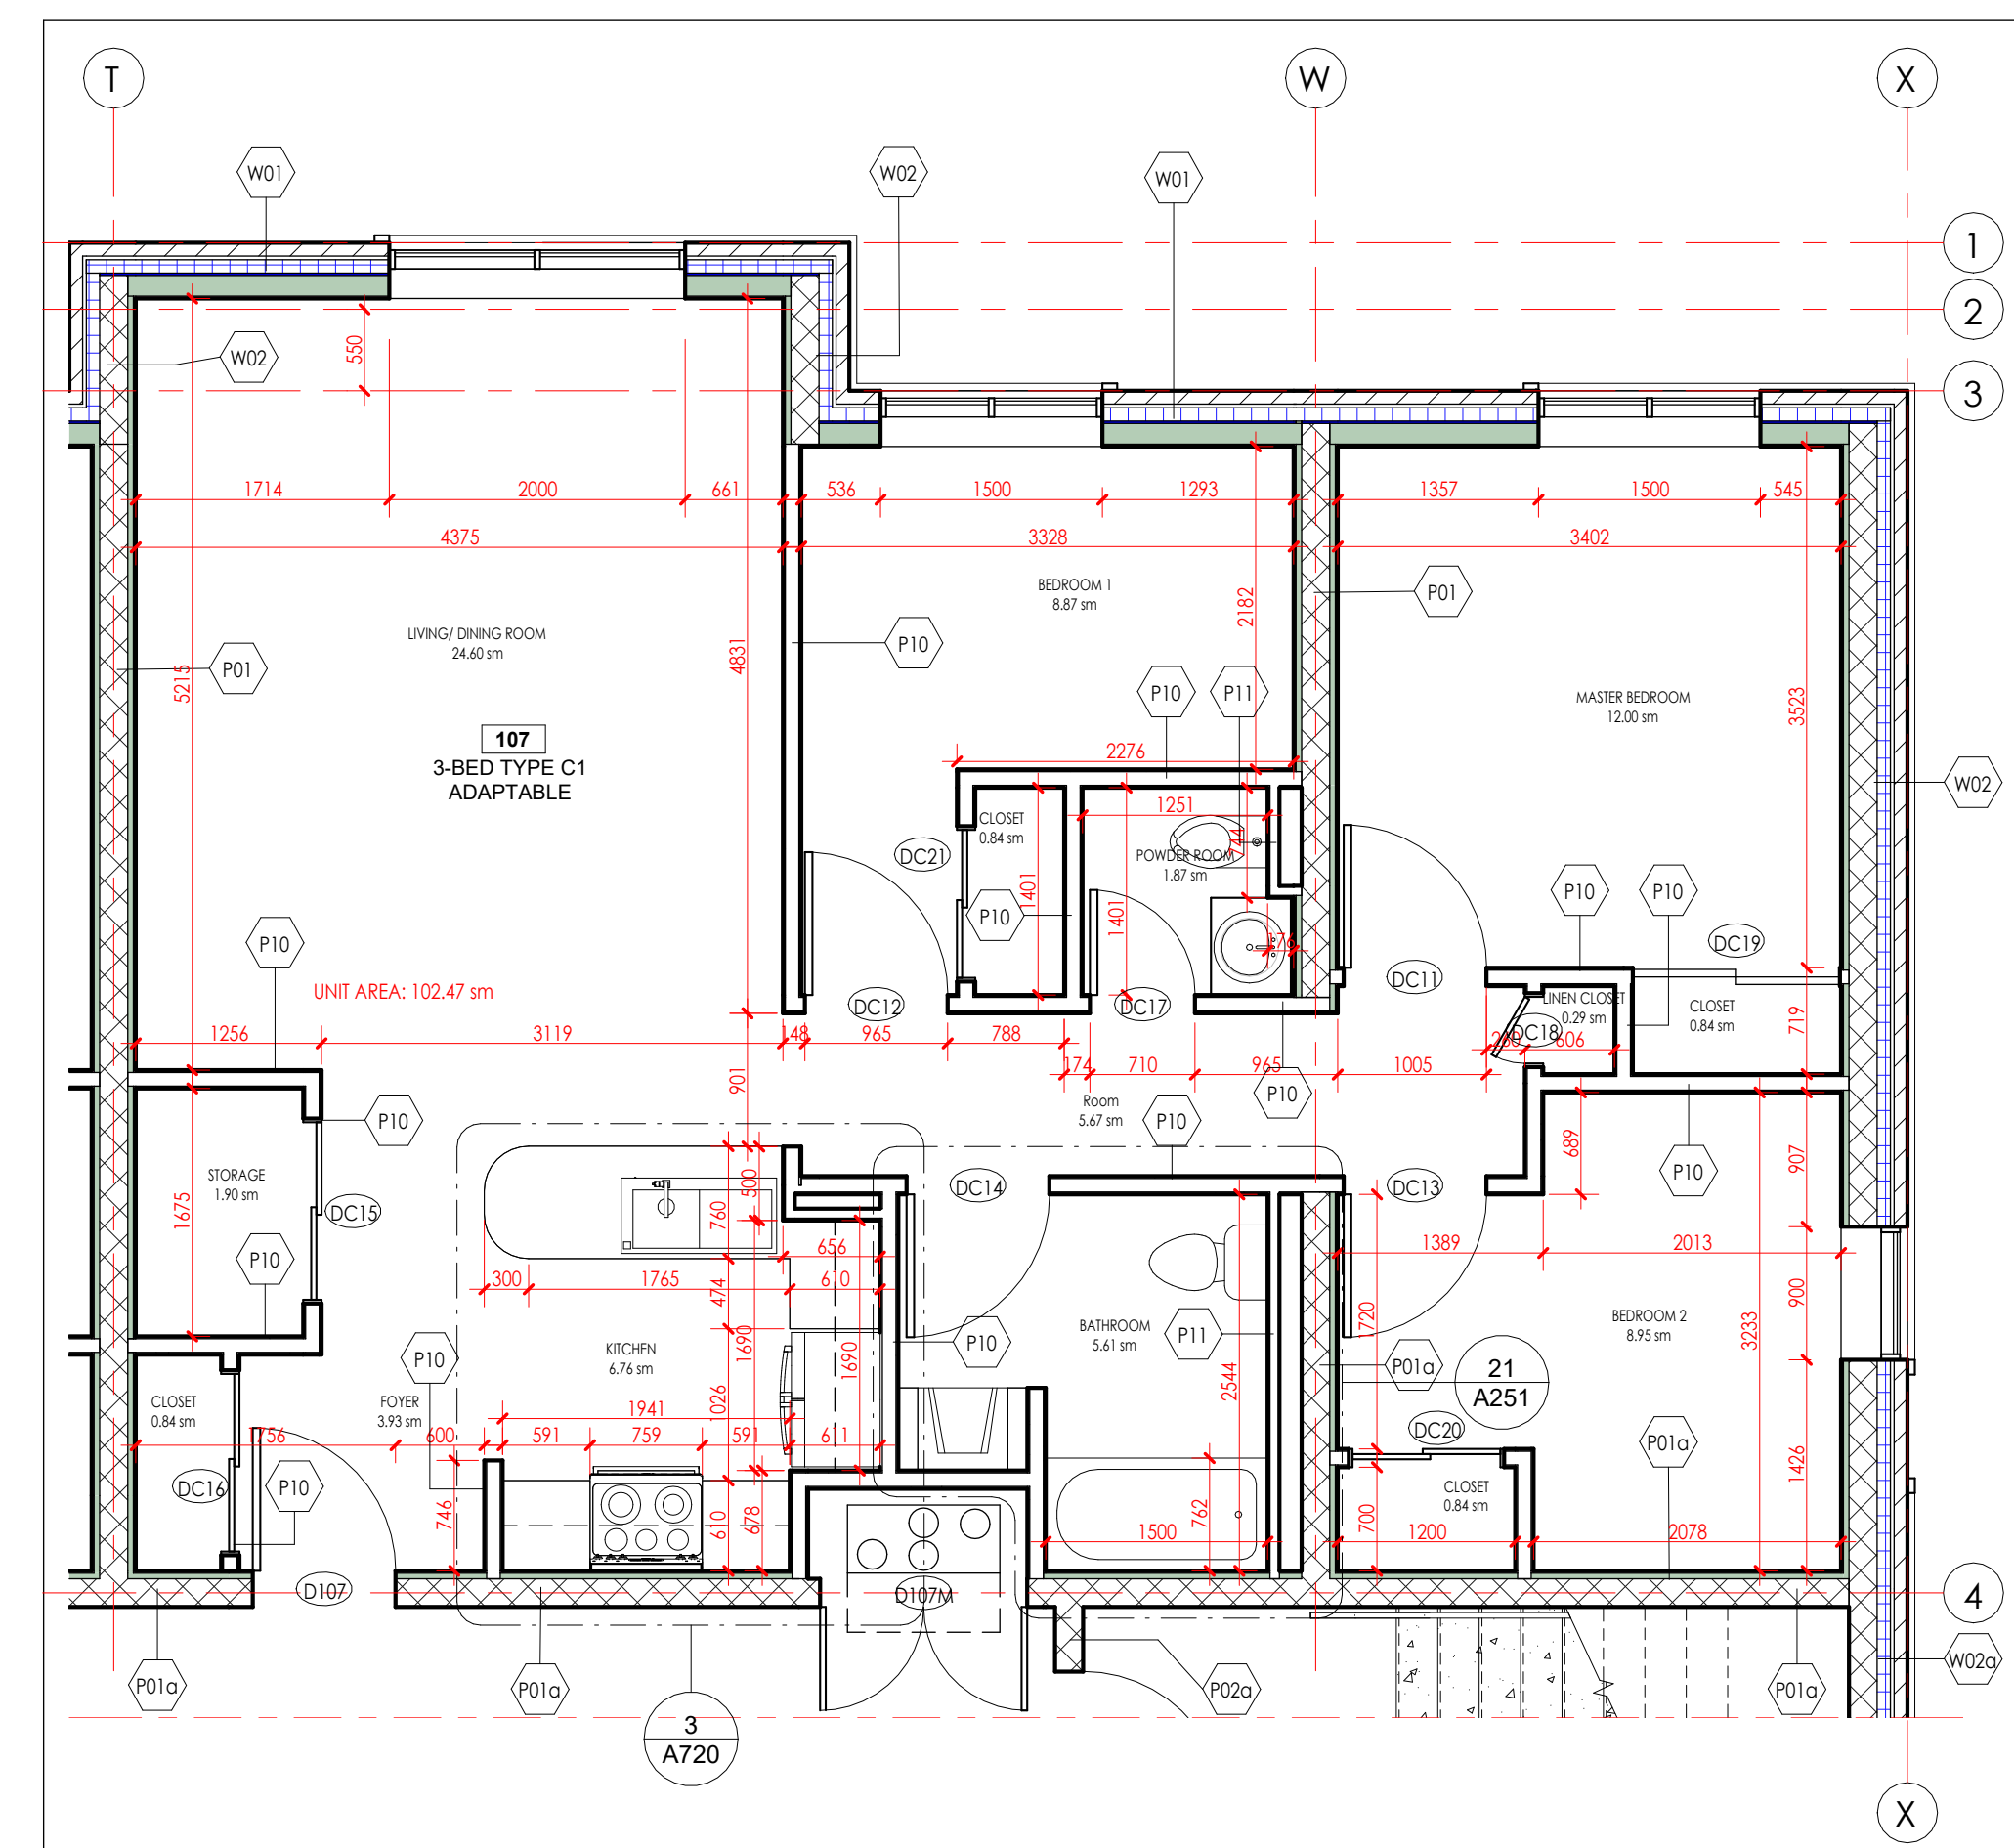 T
W
X
W01
W02
W01
1
2
3
W02
550
1714
2000
661
536
1500
1293
1357
1500
545
4375
3328
3402
BEDROOM 1
8.87 sm
2182
P01
LIVING/ DINING ROOM
24.60 sm
P10
4831
P01
5215
P10
P11
MASTER BEDROOM
12.00 sm
3523
107
3-BED TYPE C1
ADAPTABLE
2276
W02
1251
CLOSET
0.84 sm
744
DC21
POWDER ROOM
1.87 sm
1401
P10
1401
P10
P10
P10
176
DC19
UNIT AREA: 102.47 sm
DC12
DC17
DC11
LINEN CLOSET
0.29 sm
CLOSET
0.84 sm
DC18
719
1256
3119
148
965
788
606
174
710
965
1005
901
P10
Room
5.67 sm
P10
P10
689
907
P10
STORAGE
1.90 sm
1675
DC15
500
760
DC14
DC13
P10
656
1389
2013
300
1765
610
474
900
1720
BEDROOM 2
8.95 sm
3233
P10
KITCHEN
6.76 sm
1690
1690
P10
BATHROOM
5.61 sm
P11
2544
P01a
21
A251
CLOSET
0.84 sm
FOYER
3.93 sm
1941
1026
DC20
1756
600
591
759
591
611
P01a
1426
DC16
P10
746
610
678
762
CLOSET
0.84 sm
700
1500
1200
2078
D107
D107M
4
P01a
P01a
P02a
P01a
W02a
3
A720
X